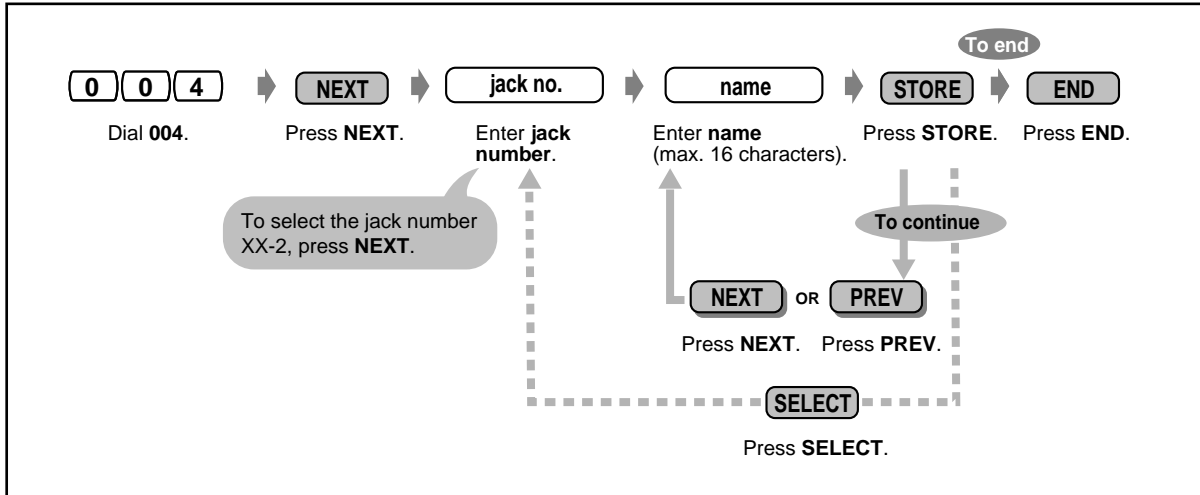 To end
0 0 4 NEXT jack no. name STORE END
Dial 004. Press NEXT. Enter jack number. Enter name (max. 16 characters). Press STORE. Press END.
To select the jack number
XX-2, press NEXT.
To continue
NEXT OR PREV
Press NEXT. Press PREV.
SELECT
Press SELECT.